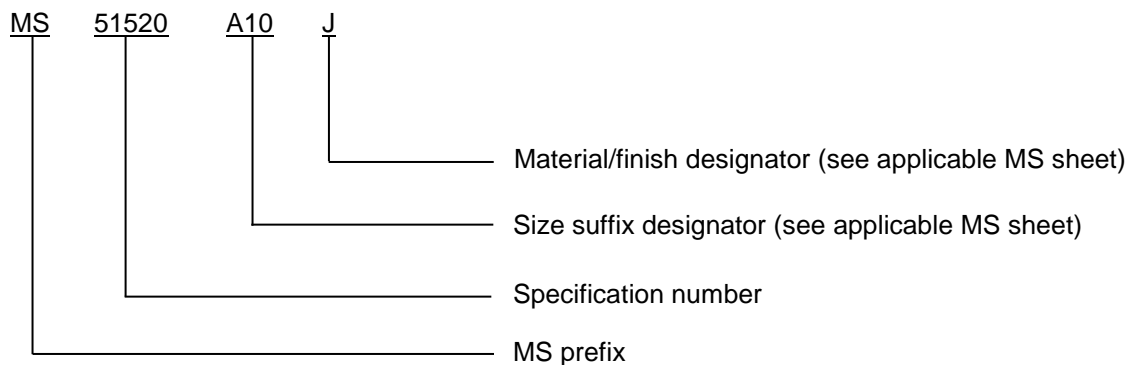 MS 51520 A10 J
Material/finish designator (see applicable MS sheet)
Size suffix designator (see applicable MS sheet)
Specification number
MS prefix